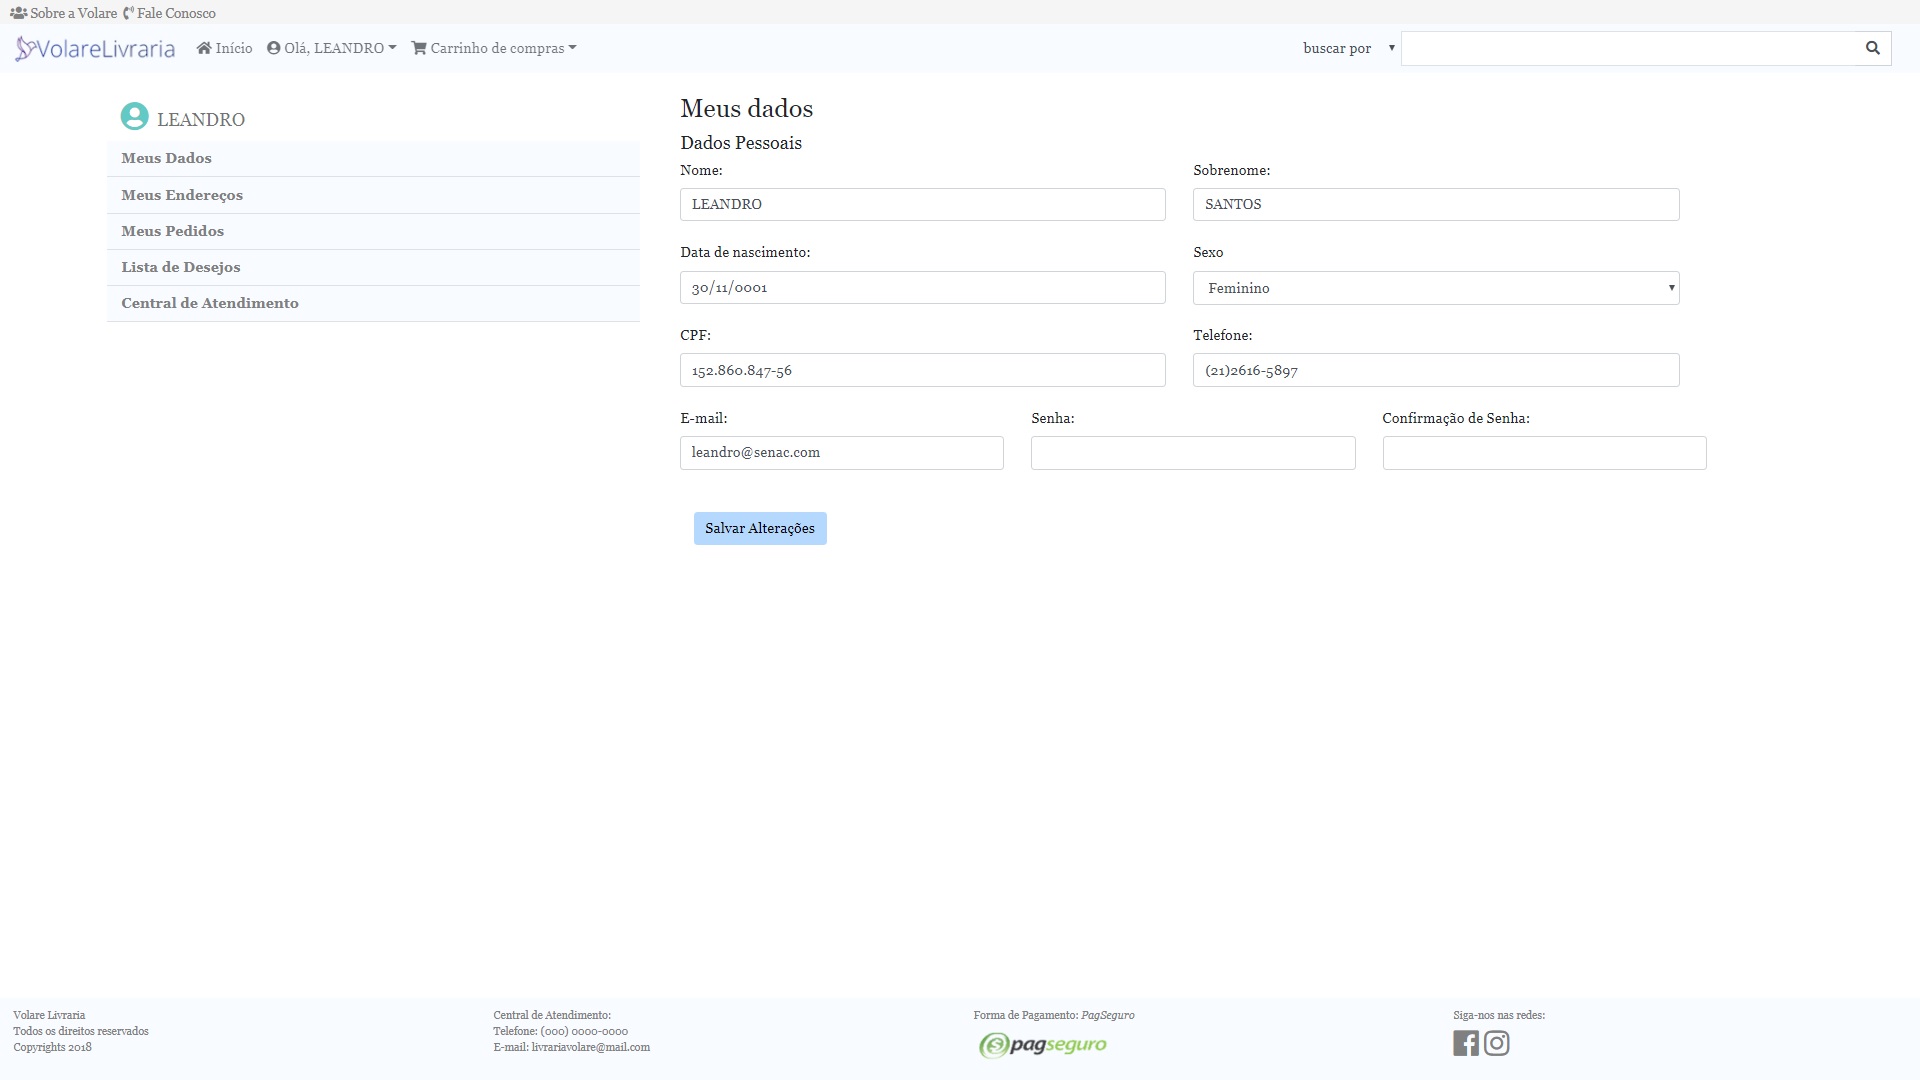 Sobre a Volare Fale Conosco
VolareLivraria Início Olá, LEANDRO Carrinho de compras buscar por
LEANDRO
Meus Dados
Meus Endereços
Meus Pedidos
Lista de Desejos
Central de Atendimento
Meus dados
Dados Pessoais
Nome: Sobrenome:
LEANDRO SANTOS
Data de nascimento: Sexo
30/11/0001 Feminino
CPF: Telefone:
152.860.847-56 (21)2616-5897
E-mail: Senha: Confirmação de Senha:
leandro@senac.com
Salvar Alterações
Volare Livraria
Todos os direitos reservados
Copyrights 2018
Central de Atendimento:
Telefone: (000) 0000-0000
E-mail: livrariavolare@mail.com
Forma de Pagamento: PagSeguro
pagseguro
Siga-nos nas redes: